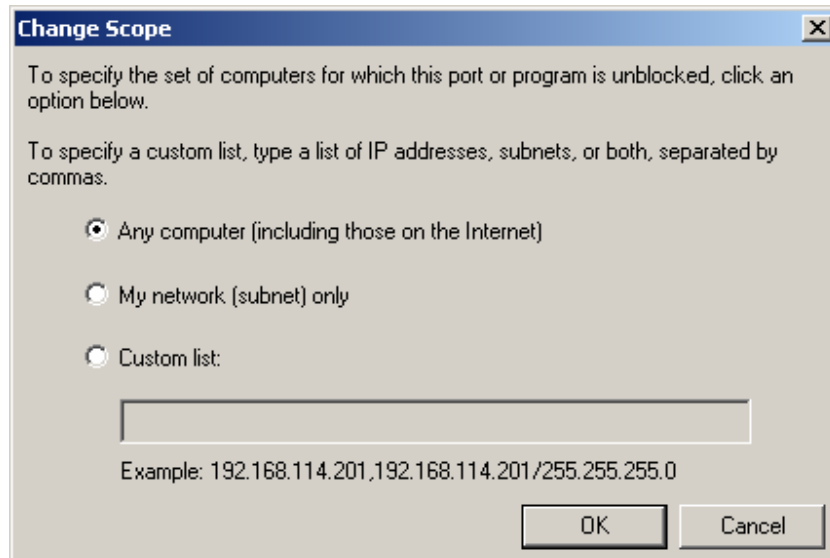 Change Scope
To specify the set of computers for which this port or program is unblocked, click an
option below.
To specify a custom list, type a list of IP addresses, subnets, or both, separated by
commas.
Any computer (including those on the Internet)
My network (subnet) only
Custom list:
Example: 192.168.114.201,192.168.114.201/255.255.255.0
OK Cancel